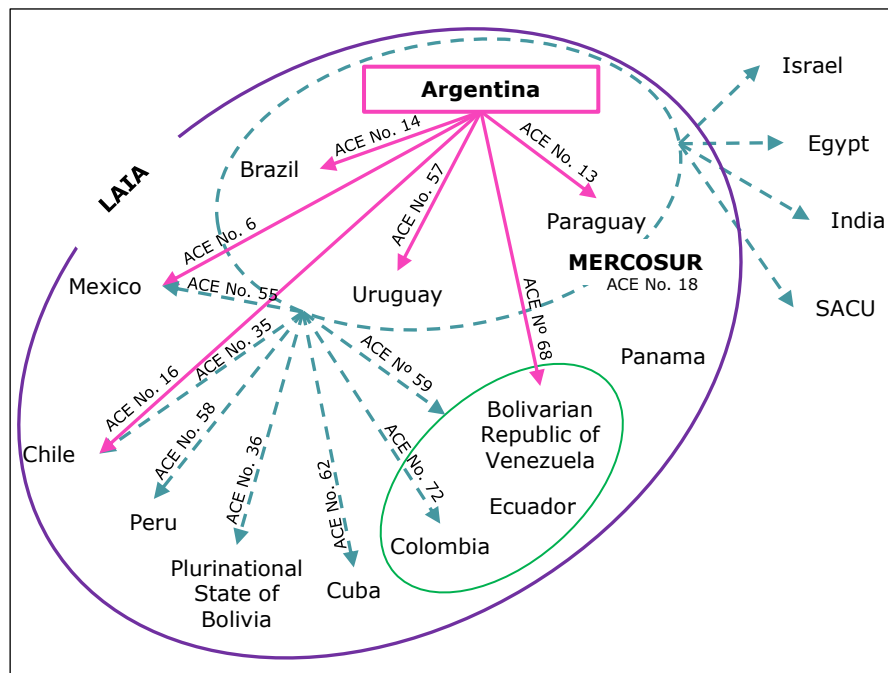 Argentina
Israel
Egypt
India
SACU
ACE No. 14
ACE No. 13
ACE No. 57
ACE No. 6
Brazil
LAIA
Paraguay
MERCOSUR
ACE No. 18
Mexico
ACE No. 55
Uruguay
ACE Nº 68
Panama
ACE No. 35
ACE No. 16
ACE Nº 59
ACE No. 58
ACE No. 36
ACE No. 62
ACE No. 72
Chile
Bolivarian
Republic of
Venezuela
Ecuador
Peru
Colombia
Plurinational
State of
Bolivia
Cuba